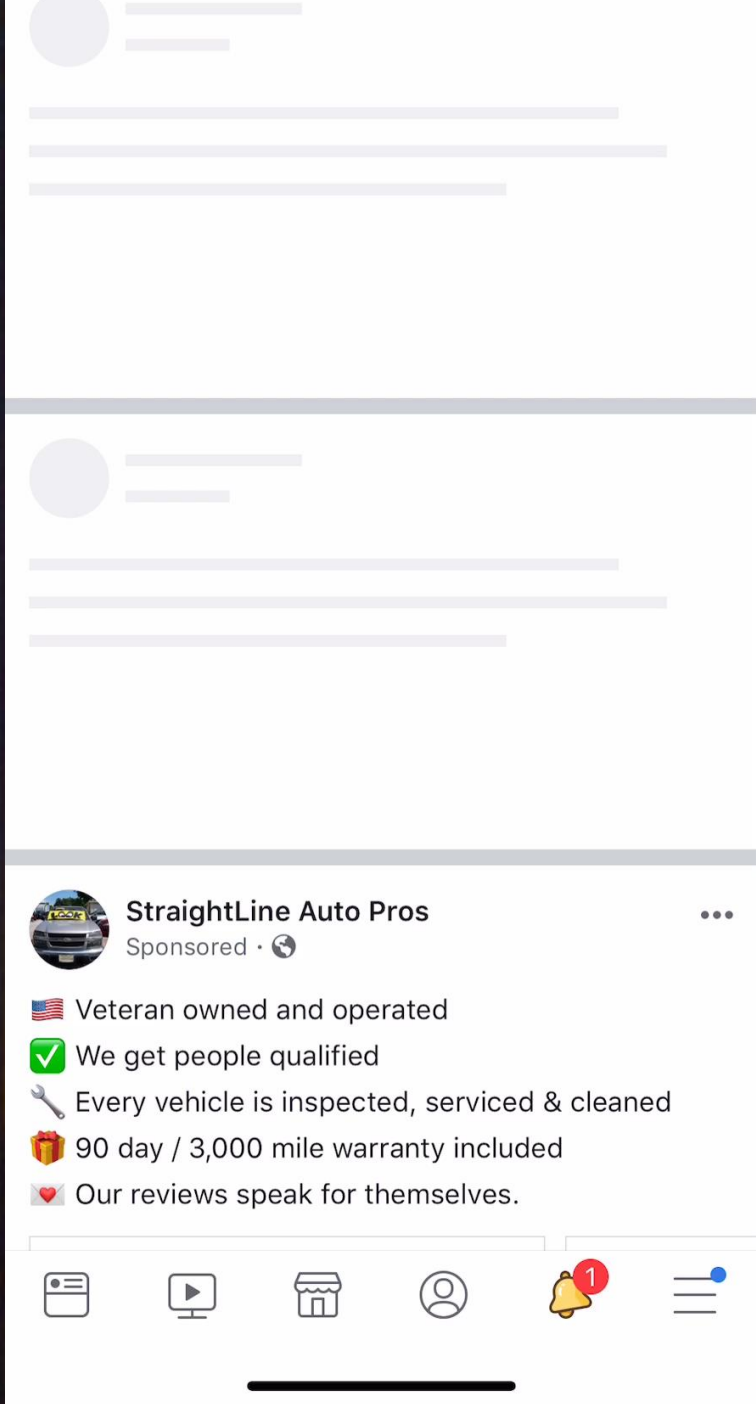 StraightLine Auto Pros
Sponsored ·
🇺🇸 Veteran owned and operated
✅ We get people qualified
🔧 Every vehicle is inspected, serviced & cleaned
🎁 90 day / 3,000 mile warranty included
💌 Our reviews speak for themselves.
1